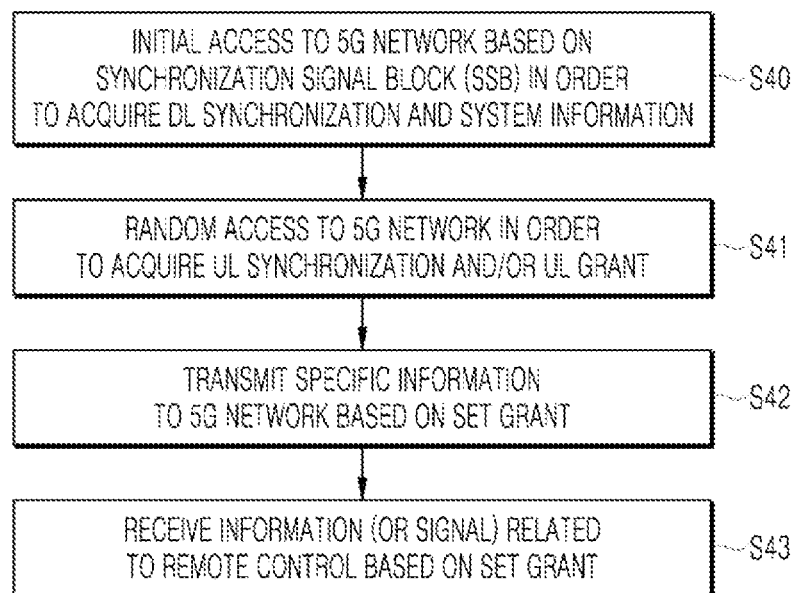 INITIAL ACCESS TO 5G NETWORK BASED ON
SYNCHRONIZATION SIGNAL BLOCK (SSB) IN ORDER
TO ACQUIRE DL SYNCHRONIZATION AND SYSTEM INFORMATION
S40
RANDOM ACCESS TO 5G NETWORK IN ORDER
TO ACQUIRE UL SYNCHRONIZATION AND/OR UL GRANT
S41
TRANSMIT SPECIFIC INFORMATION
TO 5G NETWORK BASED ON SET GRANT
S42
RECEIVE INFORMATION (OR SIGNAL) RELATED
TO REMOTE CONTROL BASED ON SET GRANT
S43